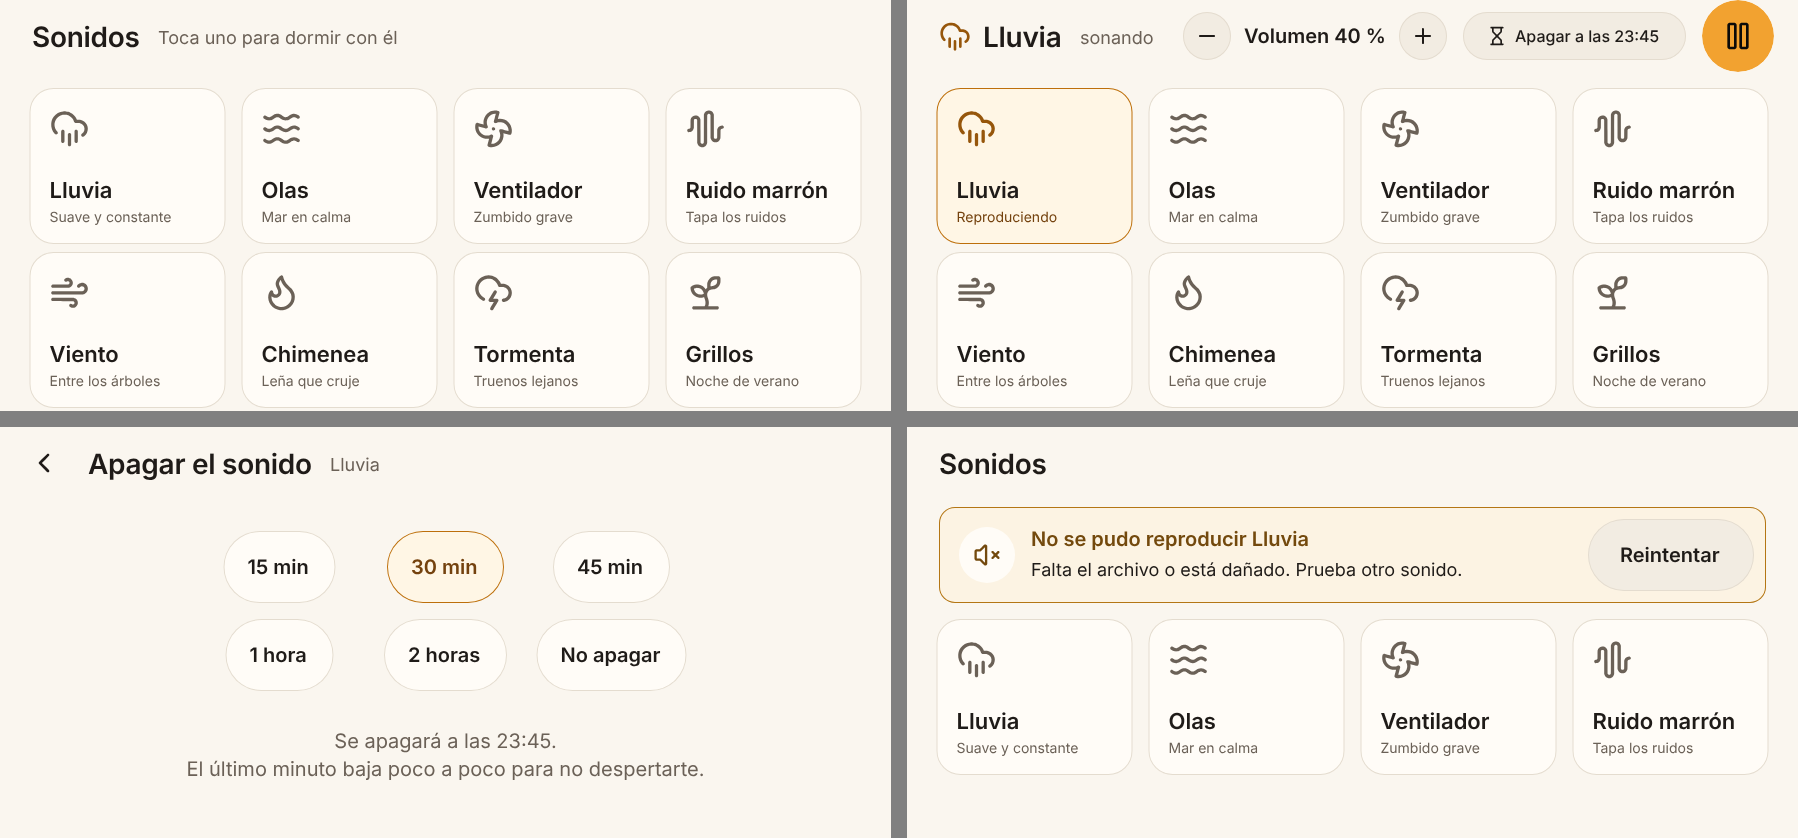 Sonidos Toca uno para dormir con él
Lluvia
Suave y constante
Olas
Mar en calma
Ventilador
Zumbido grave
Ruido marrón
Tapa los ruidos
Viento
Entre los árboles
Chimenea
Leña que cruje
Tormenta
Truenos lejanos
Grillos
Noche de verano
Lluvia sonando
Volumen 40 %
Apagar a las 23:45
Lluvia
Reproduciendo
Olas
Mar en calma
Ventilador
Zumbido grave
Ruido marrón
Tapa los ruidos
Viento
Entre los árboles
Chimenea
Leña que cruje
Tormenta
Truenos lejanos
Grillos
Noche de verano
Apagar el sonido Lluvia
15 min
30 min
45 min
1 hora
2 horas
No apagar
Se apagará a las 23:45.
El último minuto baja poco a poco para no despertarte.
Sonidos
No se pudo reproducir Lluvia
Falta el archivo o está dañado. Prueba otro sonido.
Reintentar
Lluvia
Suave y constante
Olas
Mar en calma
Ventilador
Zumbido grave
Ruido marrón
Tapa los ruidos